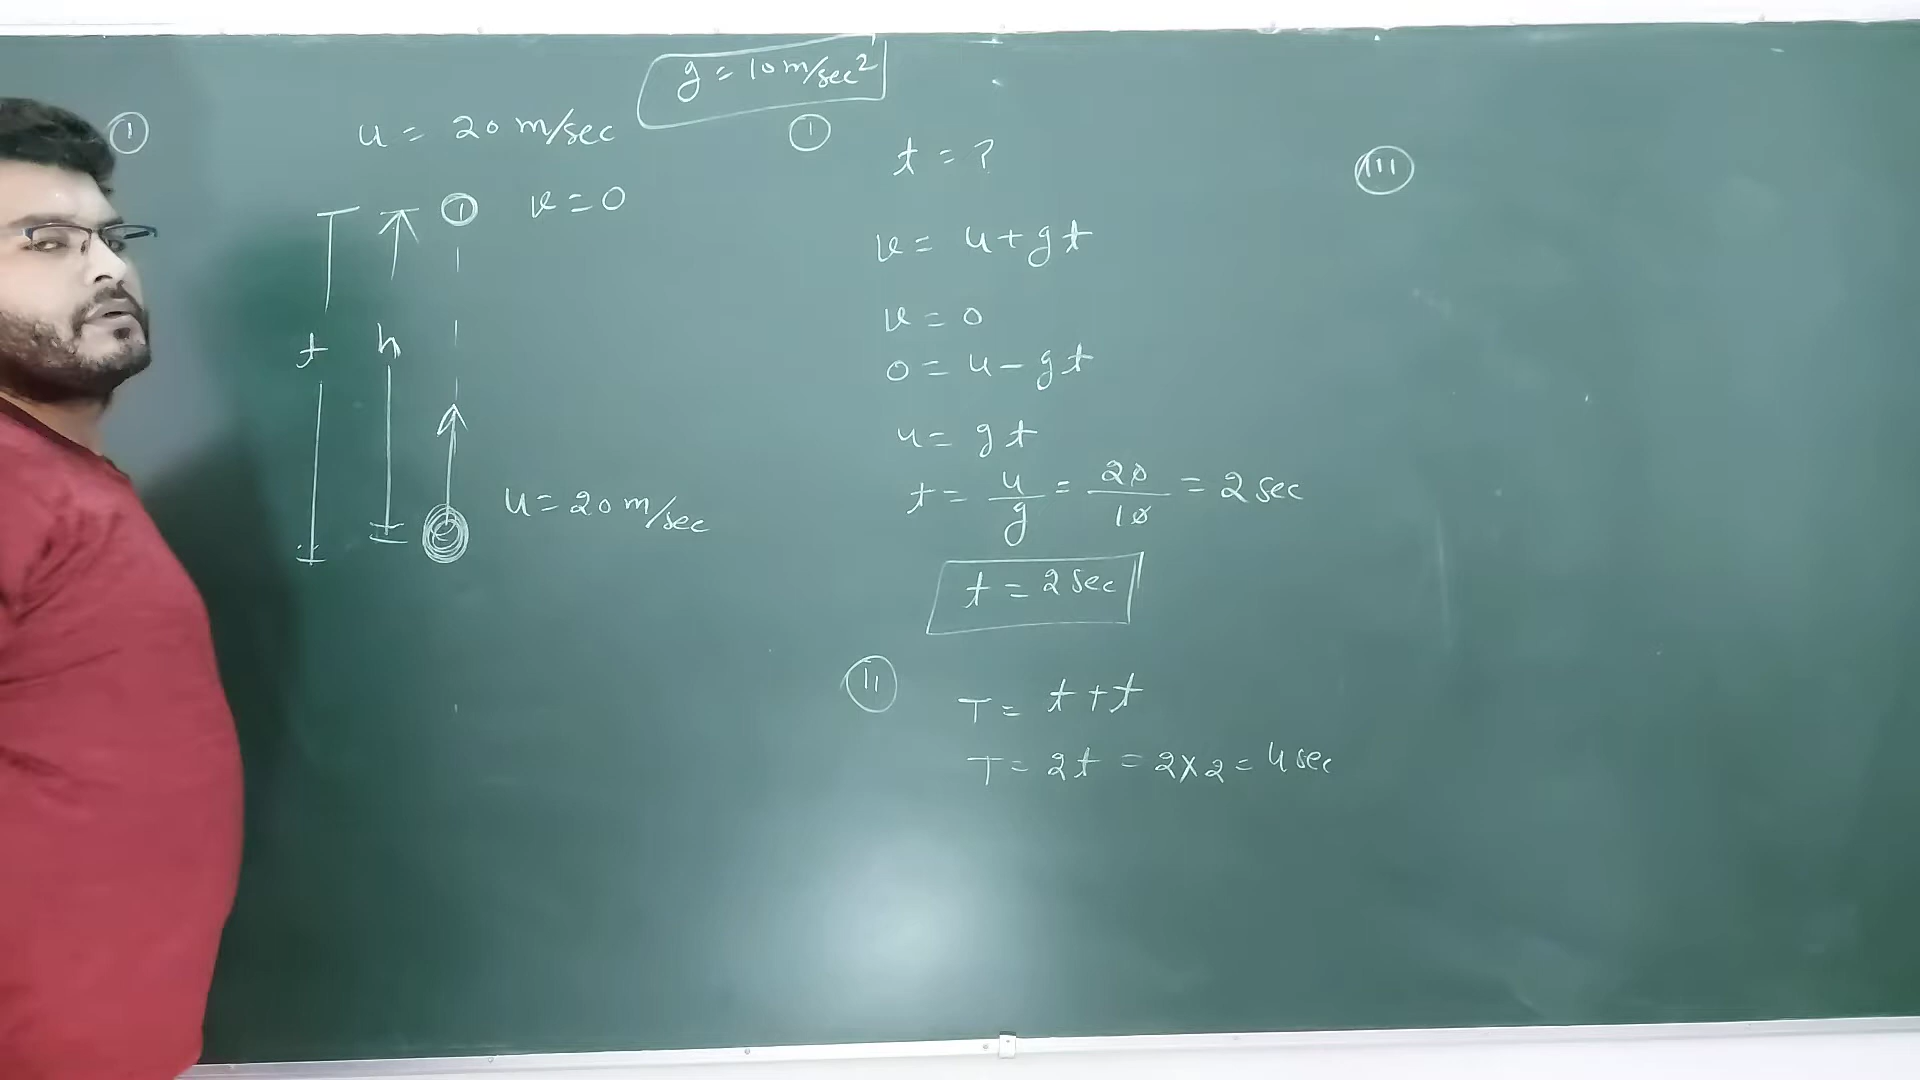 g = 10 m/sec²
①
u = 20 m/sec
v = 0
t
h
u = 20 m/sec
①
t = ?
v = u + gt
v = 0
0 = u - gt
u = gt
t = u/g = 20/10 = 2 sec
t = 2 sec
ⅱ
T = t + t
T = 2t = 2 x 2 = 4 sec
ⅲ